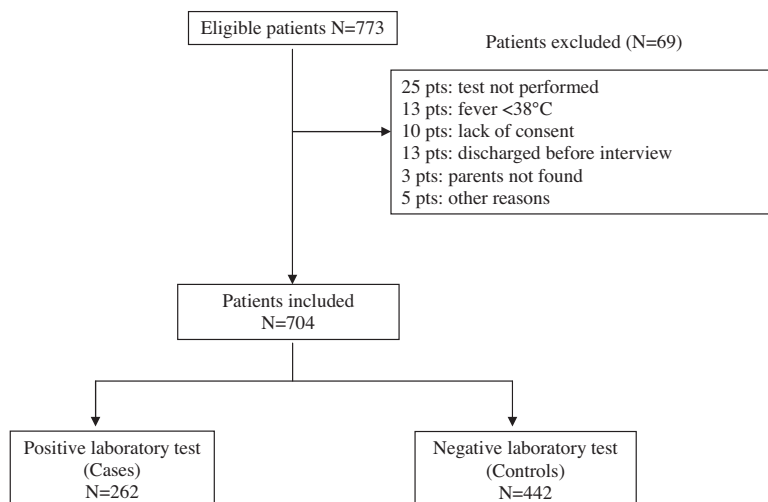 Eligible patients N=773
Patients excluded (N=69)
25 pts: test not performed
13 pts: fever <38°C
10 pts: lack of consent
13 pts: discharged before interview
3 pts: parents not found
5 pts: other reasons
Patients included
N=704
Positive laboratory test
(Cases)
N=262
Negative laboratory test
(Controls)
N=442